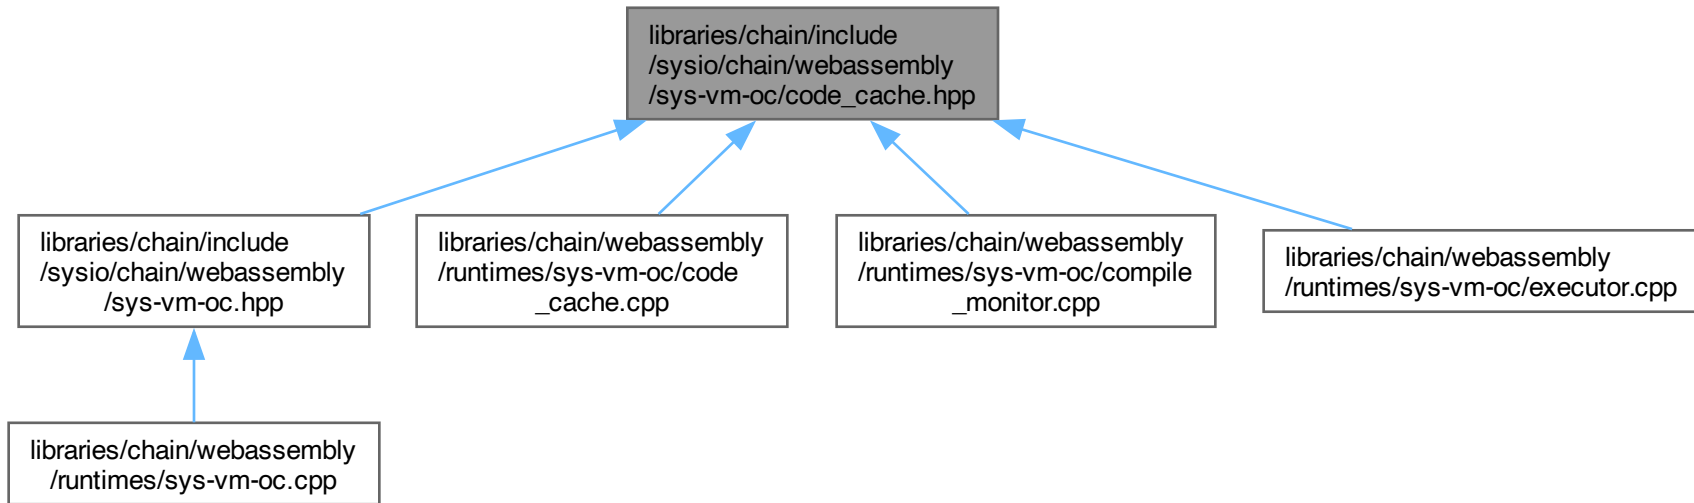 libraries/chain/include
/sysio/chain/webassembly
/sys-vm-oc/code_cache.hpp
libraries/chain/include
/sysio/chain/webassembly
/sys-vm-oc.hpp
libraries/chain/webassembly
/runtimes/sys-vm-oc/code
_cache.cpp
libraries/chain/webassembly
/runtimes/sys-vm-oc/compile
_monitor.cpp
libraries/chain/webassembly
/runtimes/sys-vm-oc/executor.cpp
libraries/chain/webassembly
/runtimes/sys-vm-oc.cpp